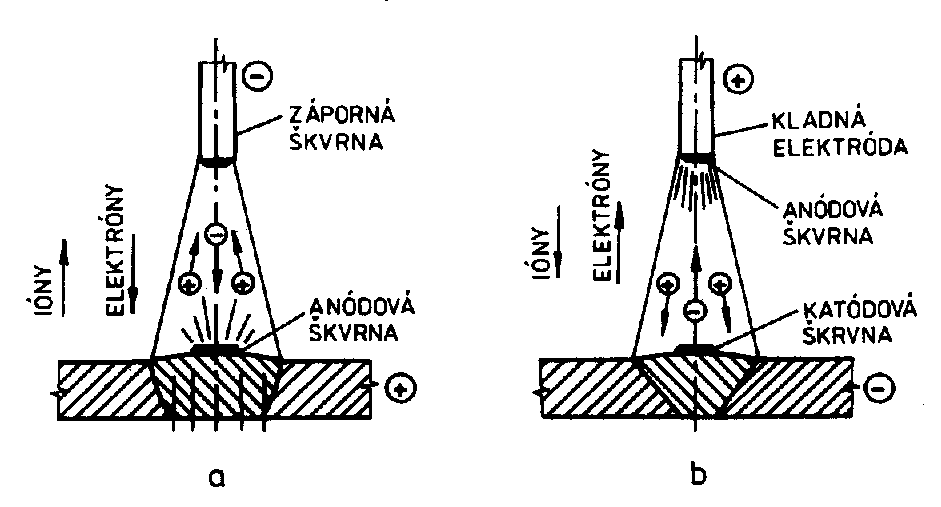 −
ZÁPORNÁ
ŠKVRNA
IÓNY
ELEKTRÓNY
−
+
+
ANÓDOVÁ
ŠKVRNA
+
a
+
KLADNÁ
ELEKTRÓDA
ANÓDOVÁ
ŠKVRNA
IÓNY
ELEKTRÓNY
+
+
−
KATÓDOVÁ
ŠKRVNA
−
b